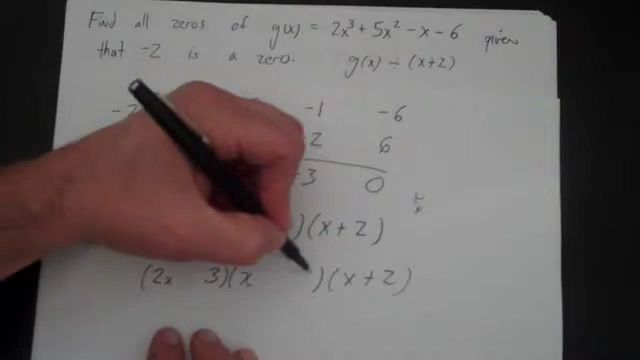 Find all zeros of g(x) = 2x³ + 5x² - x - 6 given
that -2 is a zero. g(x) ÷ (x+2)
-2 -1 -6
2 6
3 0
)(x+2)
(2x 3)(x )(x+2)